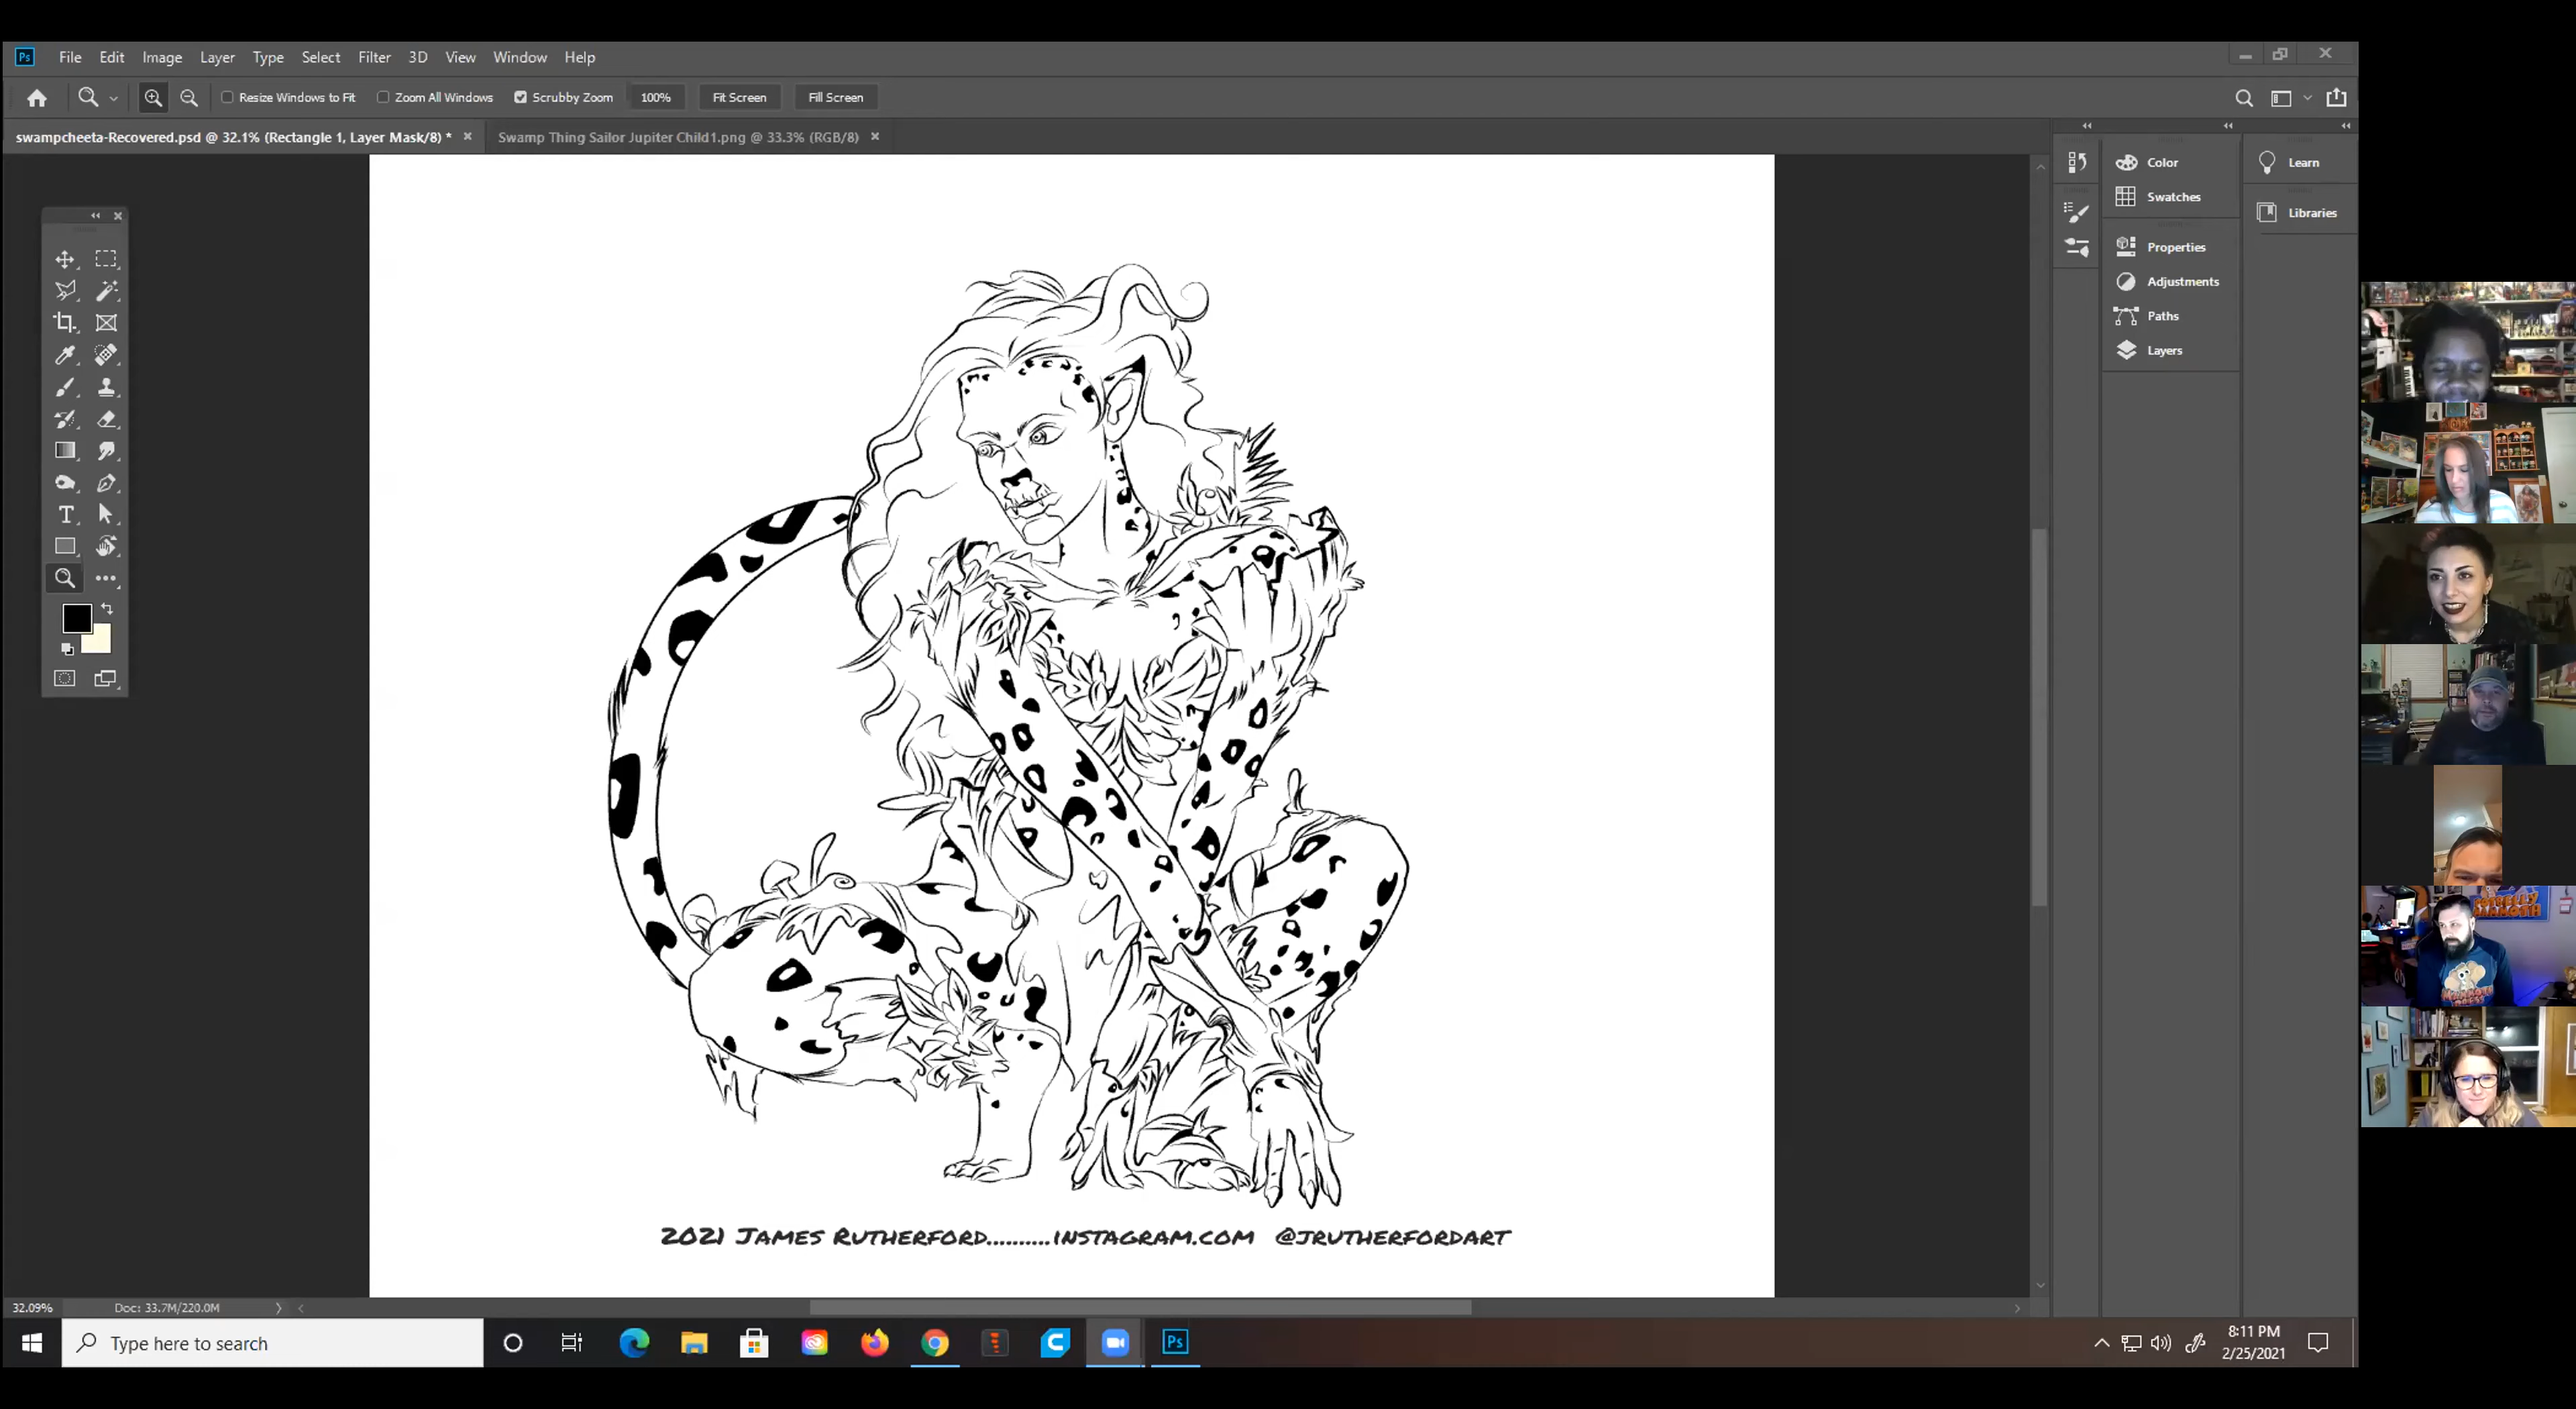 Ps File Edit Image Layer Type Select Filter 3D View Window Help
Resize Windows to Fit Zoom All Windows Scrubby Zoom 100% Fit Screen Fill Screen
swampcheeta-Recovered.psd @ 32.1% (Rectangle 1, Layer Mask/8) * Swamp Thing Sailor Jupiter Child1.png @ 33.3% (RGB/8)
Color
Swatches
Properties
Adjustments
Paths
Layers
Learn
Libraries
2021 James Rutherford..........instagram.com @jrutherfordart
32.09% Doc: 33.7M/220.0M
Type here to search
Ps
8:11 PM
2/25/2021